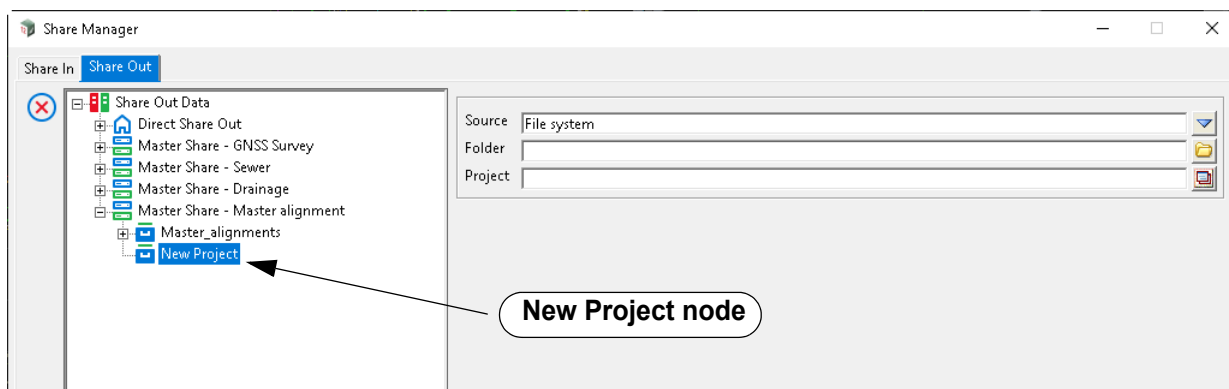 Share Manager
Share In Share Out
Share Out Data
Direct Share Out
Master Share - GNSS Survey
Master Share - Sewer
Master Share - Drainage
Master Share - Master alignment
Master_alignments
New Project
Source File system
Folder
Project
New Project node